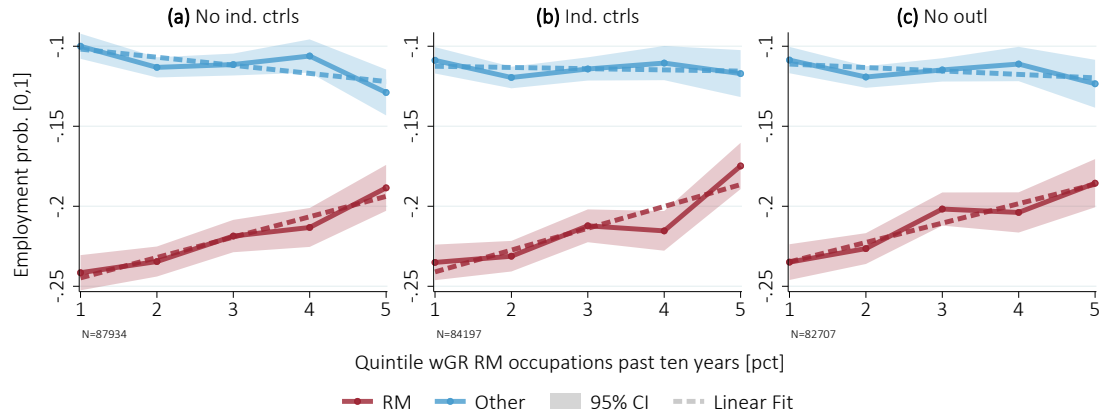 (a) No ind. ctrls
(b) Ind. ctrls
(c) No outl
Employment prob. [0,1]
-.1
-.15
-.2
-.25
1 2 3 4 5
1 2 3 4 5
1 2 3 4 5
N=87934
N=84197
N=82707
Quintile wGR RM occupations past ten years [pct]
RM Other 95% CI Linear Fit
-.1
-.15
-.2
-.25
-.1
-.15
-.2
-.25